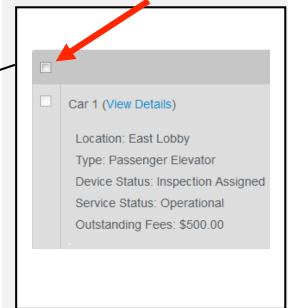 Car 1 (View Details)
Location: East Lobby
Type: Passenger Elevator
Device Status: Inspection Assigned
Service Status: Operational
Outstanding Fees: $500.00